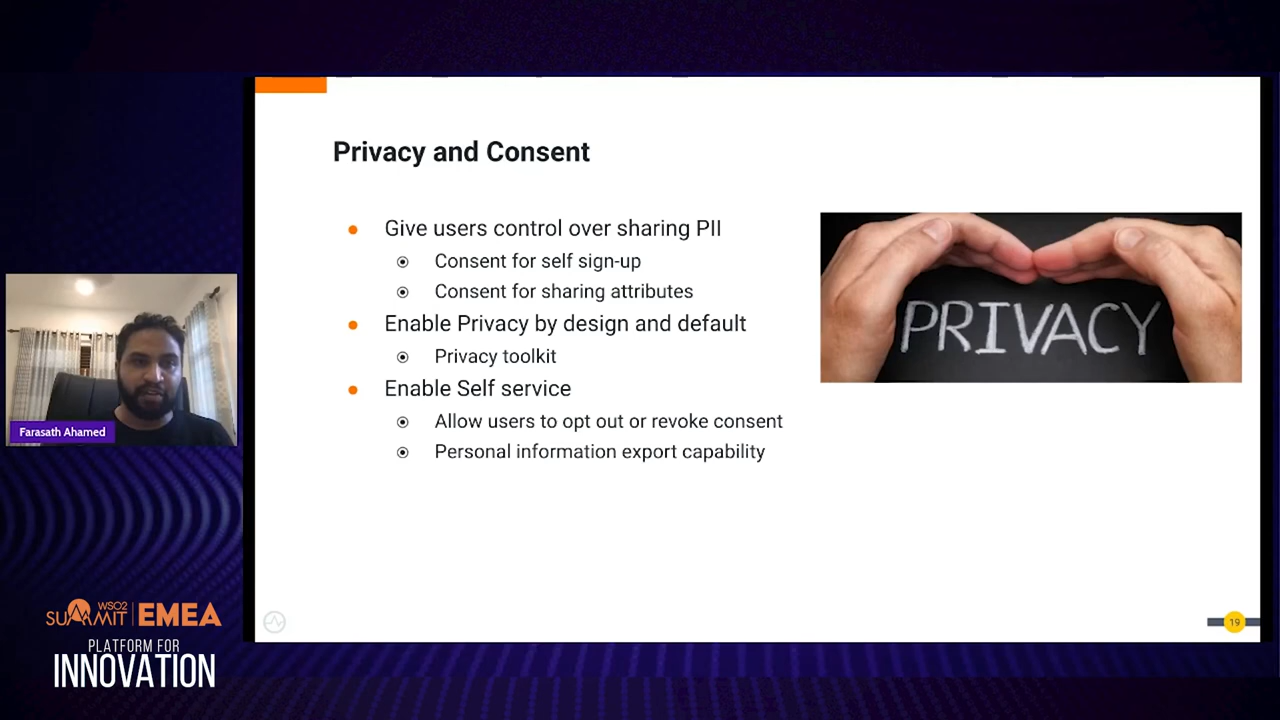 Privacy and Consent
● Give users control over sharing PII
Consent for self sign-up
Consent for sharing attributes
● Enable Privacy by design and default
Privacy toolkit
● Enable Self service
Allow users to opt out or revoke consent
Personal information export capability
PRIVACY
Farasath Ahamed
WSO2
SUMMIT | EMEA
PLATFORM FOR
INNOVATION
19